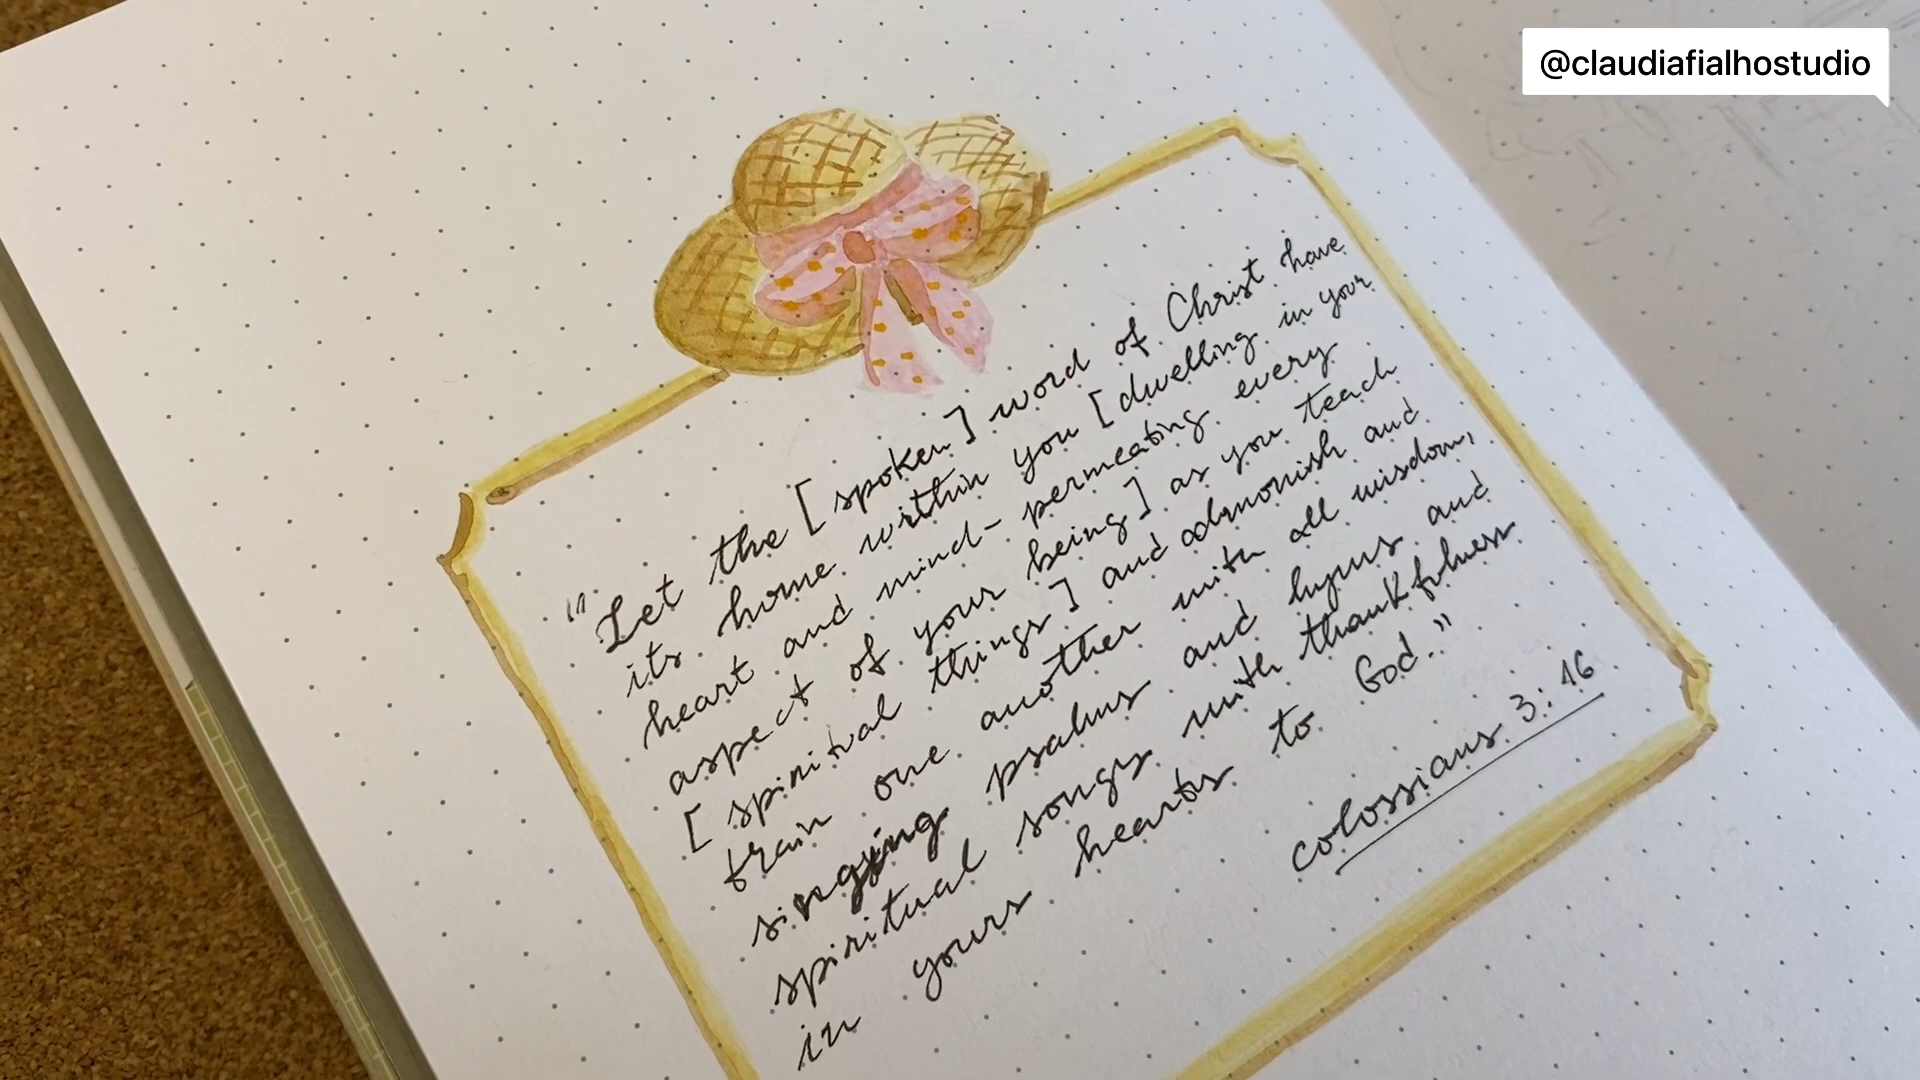 @claudiafialhostudio
"Let the [spoken] word of Christ have
its home within you [dwelling in your
heart and mind- permeating every
aspect of your being] as you teach
[spiritual things] and admonish and
train one another with all wisdom,
singing psalms and hyms and
spiritual songs with thankfulness
in yours hearts to God."
colossians 3:16